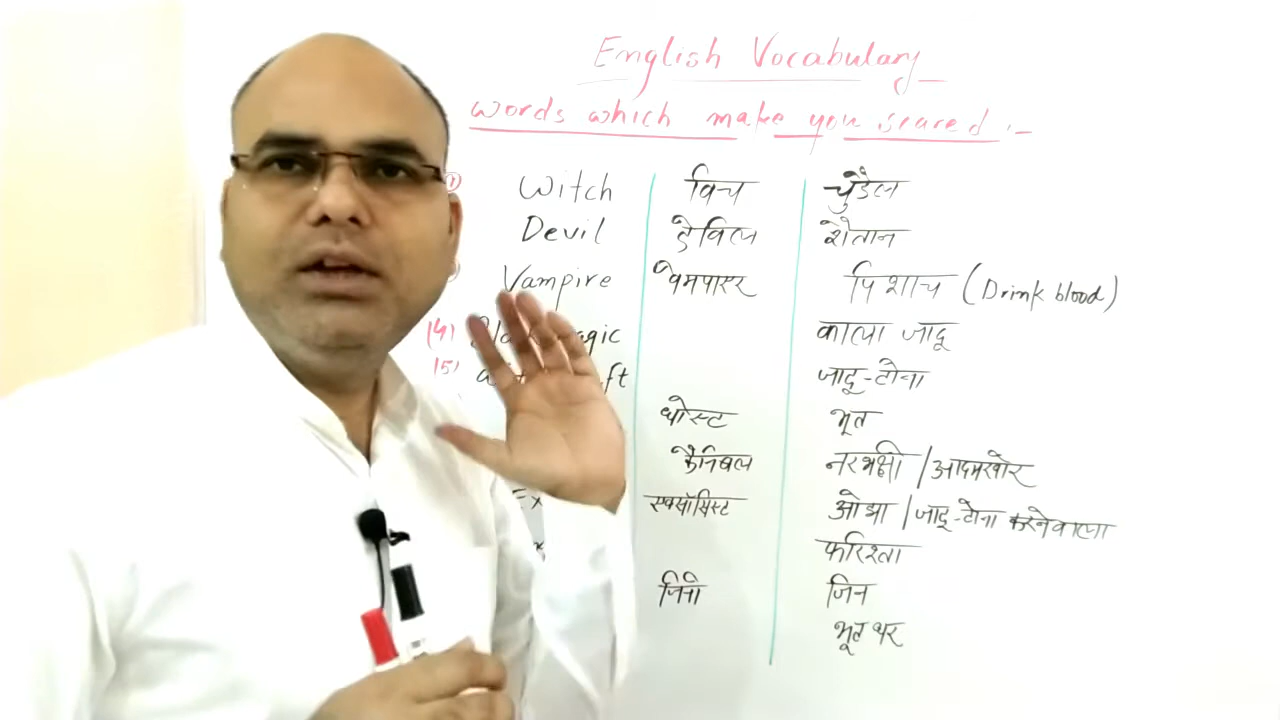 English Vocabulary
Words which make you scared :-
Witch विच चुडैल
Devil डेविल शैतान
Vampire वेमपायर पिशाच (Drink blood)
(4) काला जादू
(5) जादू-टोना
घोस्ट भूत
कैनिबल नरभक्षी / आदमखोर
Ex एक्सॉसिस्ट ओझा / जादू-टोना करनेवाला
फरिश्ता
जिनी जिन
भूत घर